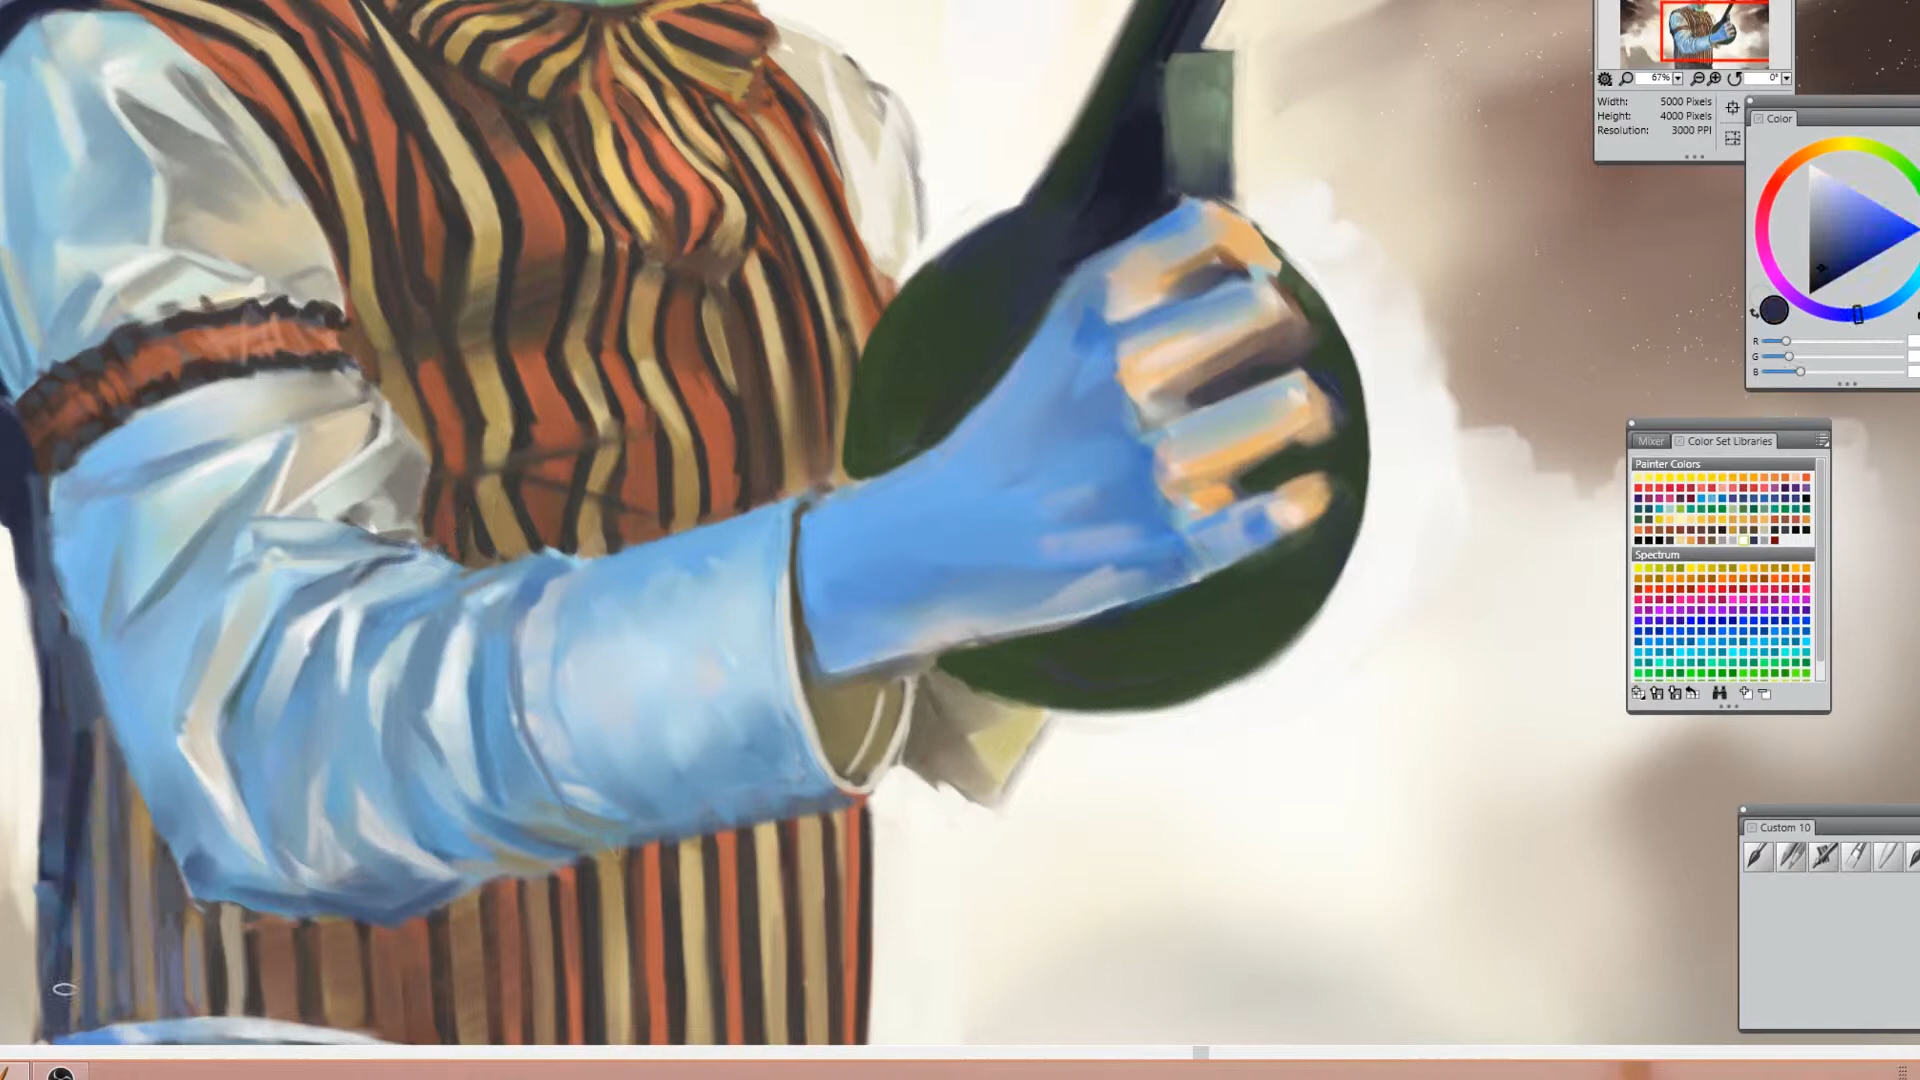 67%
0°
Width: 5000 Pixels
Height: 4000 Pixels
Resolution: 3000 PPI
Color
R
G
B
Mixer
Color Set Libraries
Painter Colors
Spectrum
Custom 10